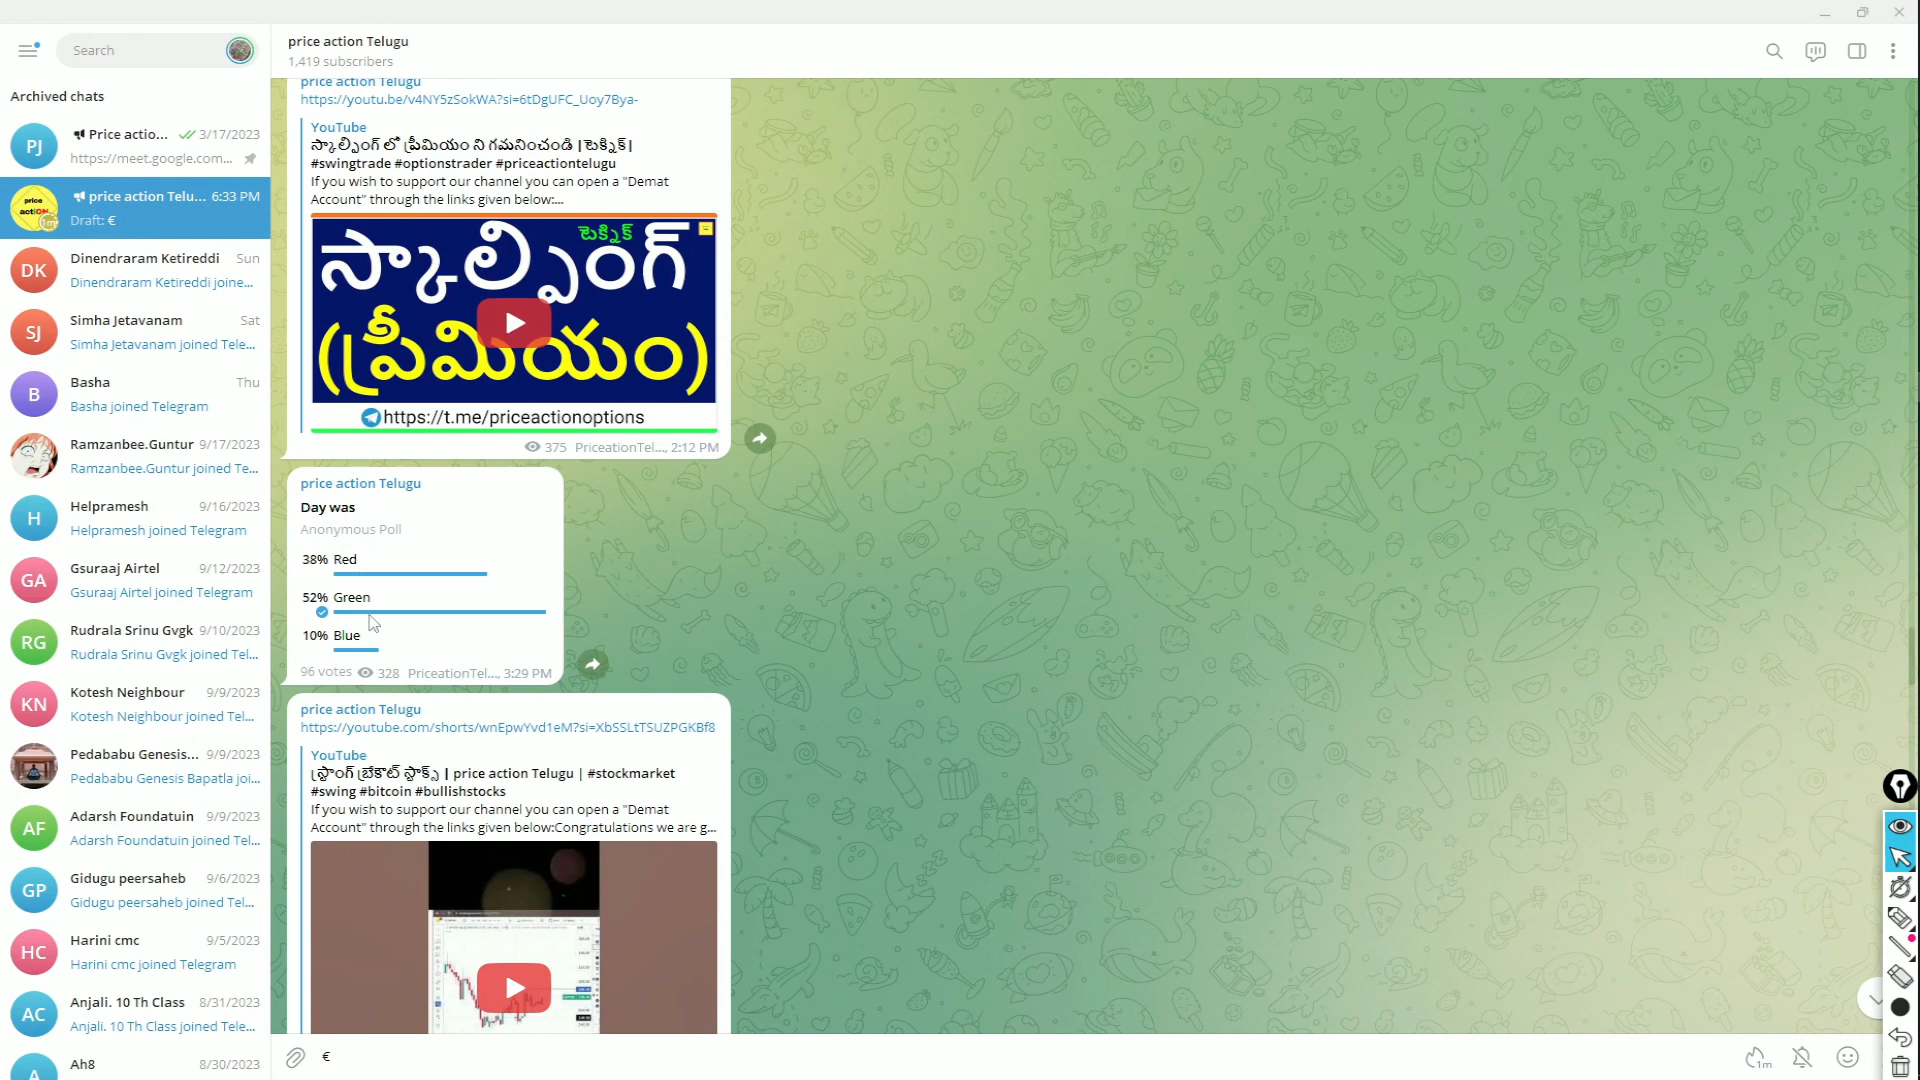 Search
Archived chats
PJ
Price actio...
3/17/2023
https://meet.google.com...
price
action
price action Telu...
6:33 PM
Draft: €
DK
Dinendraram Ketireddi
Sun
Dinendraram Ketireddi joine...
SJ
Simha Jetavanam
Sat
Simha Jetavanam joined Tele...
B
Basha
Thu
Basha joined Telegram
Ramzanbee.Guntur
9/17/2023
Ramzanbee.Guntur joined Te...
H
Helpramesh
9/16/2023
Helpramesh joined Telegram
GA
Gsuraaj Airtel
9/12/2023
Gsuraaj Airtel joined Telegram
RG
Rudrala Srinu Gvgk
9/10/2023
Rudrala Srinu Gvgk joined Tel...
KN
Kotesh Neighbour
9/9/2023
Kotesh Neighbour joined Tel...
Pedababu Genesis...
9/9/2023
Pedababu Genesis Bapatla joi...
AF
Adarsh Foundatuin
9/9/2023
Adarsh Foundatuin joined Tel...
GP
Gidugu peersaheb
9/6/2023
Gidugu peersaheb joined Tel...
HC
Harini cmc
9/5/2023
Harini cmc joined Telegram
AC
Anjali. 10 Th Class
8/31/2023
Anjali. 10 Th Class joined Tele...
A
Ah8
8/30/2023
price action Telugu
1,419 subscribers
price action Telugu
https://youtu.be/v4NY5zSokWA?si=6tDgUFC_Uoy7Bya-
YouTube
స్కాల్పింగ్ లో ప్రీమియం ని గమనించండి | టెక్నిక్ |
#swingtrade #optionstrader #priceactiontelugu
If you wish to support our channel you can open a "Demat
Account" through the links given below:...
టెక్నిక్
స్కాల్పింగ్
(ప్రీమియం)
https://t.me/priceactionoptions
375 PriceationTel..., 2:12 PM
price action Telugu
Day was
Anonymous Poll
38% Red
52% Green
10% Blue
96 votes 328 PriceationTel..., 3:29 PM
price action Telugu
https://youtube.com/shorts/wnEpwYvd1eM?si=XbSSLtTSUZPGKBf8
YouTube
స్ట్రాంగ్ బ్రేకౌట్ స్టాక్స్ | price action Telugu | #stockmarket
#swing #bitcoin #bullishstocks
If you wish to support our channel you can open a "Demat
Account" through the links given below:Congratulations we are g...
€
1m